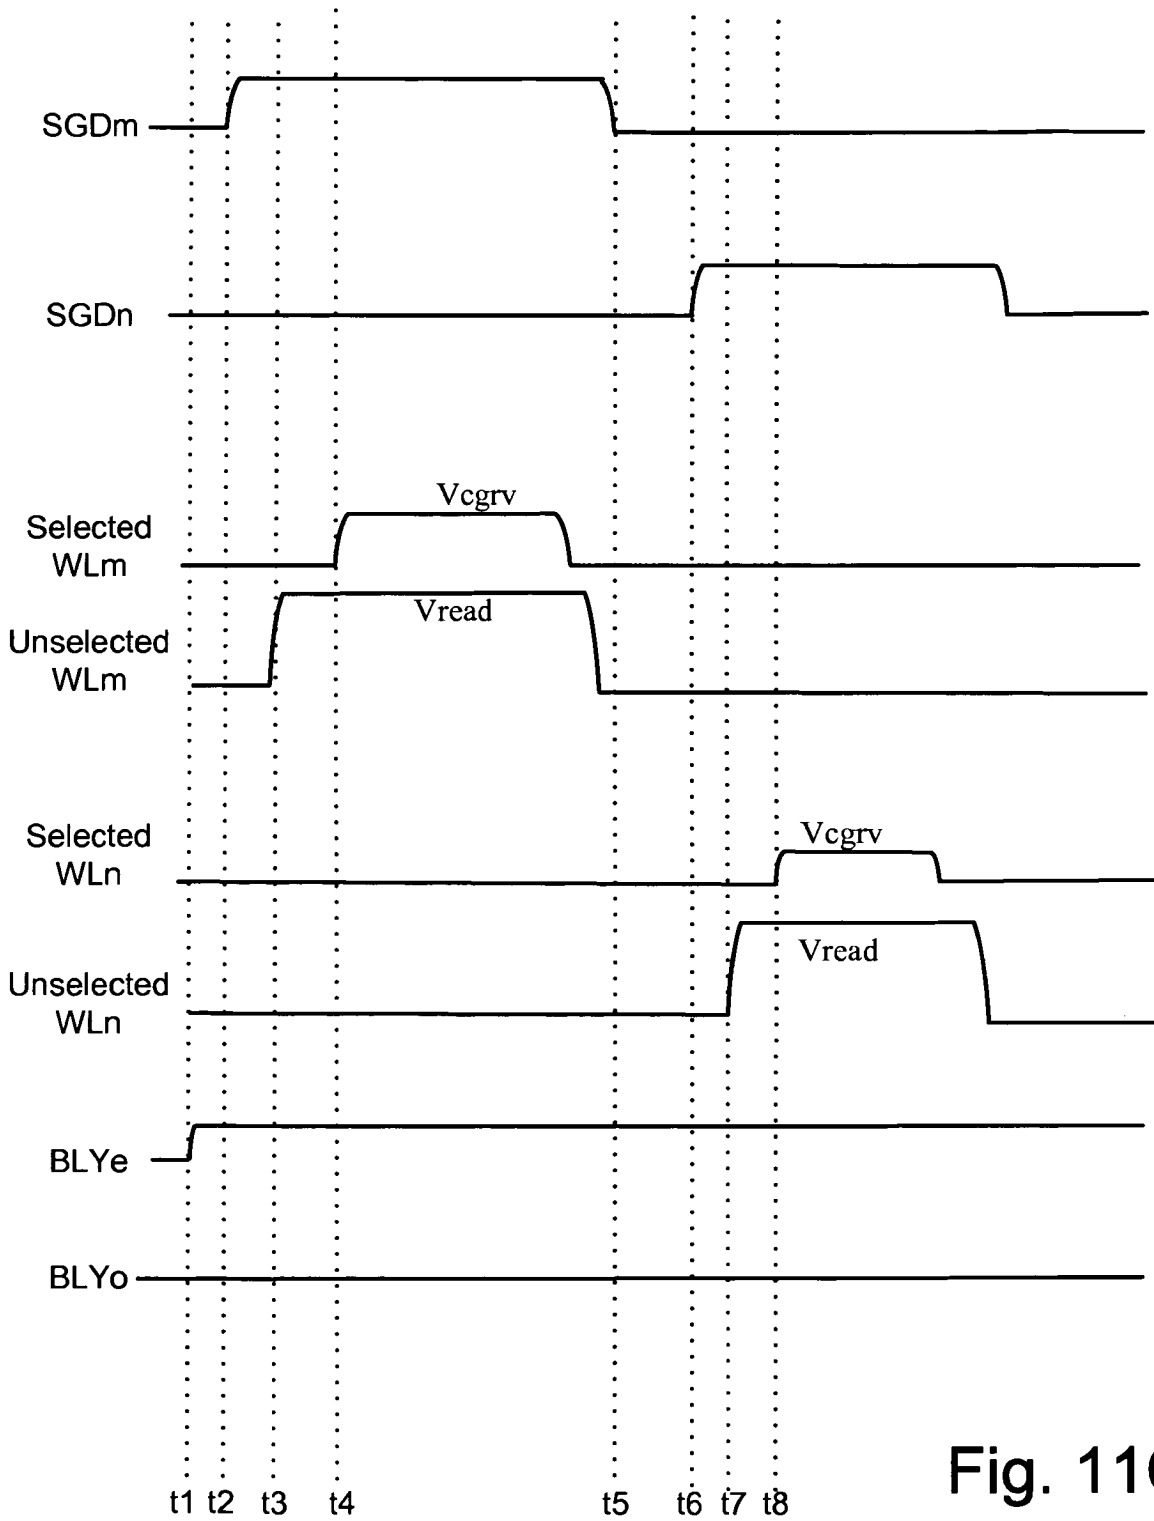 SGDm
SGDn
Vcgrv
Selected
WLm
Vread
Unselected
WLm
Selected
WLn
Vcgrv
Vread
Unselected
WLn
BLYe
BLYo
t1 t2 t3 t4 t5 t6 t7 t8
Fig.